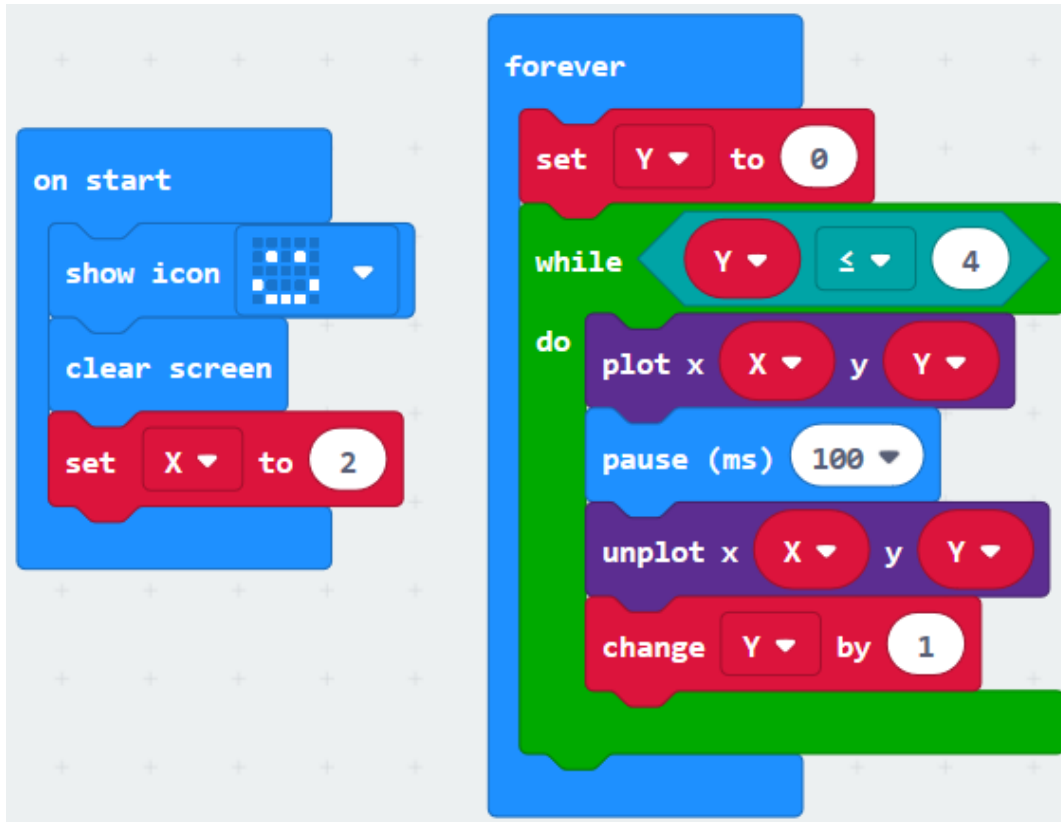 on start
show icon
clear screen
set X to 2
forever
set Y to 0
while Y ≤ 4
do
plot x X y Y
pause (ms) 100
unplot x X y Y
change Y by 1